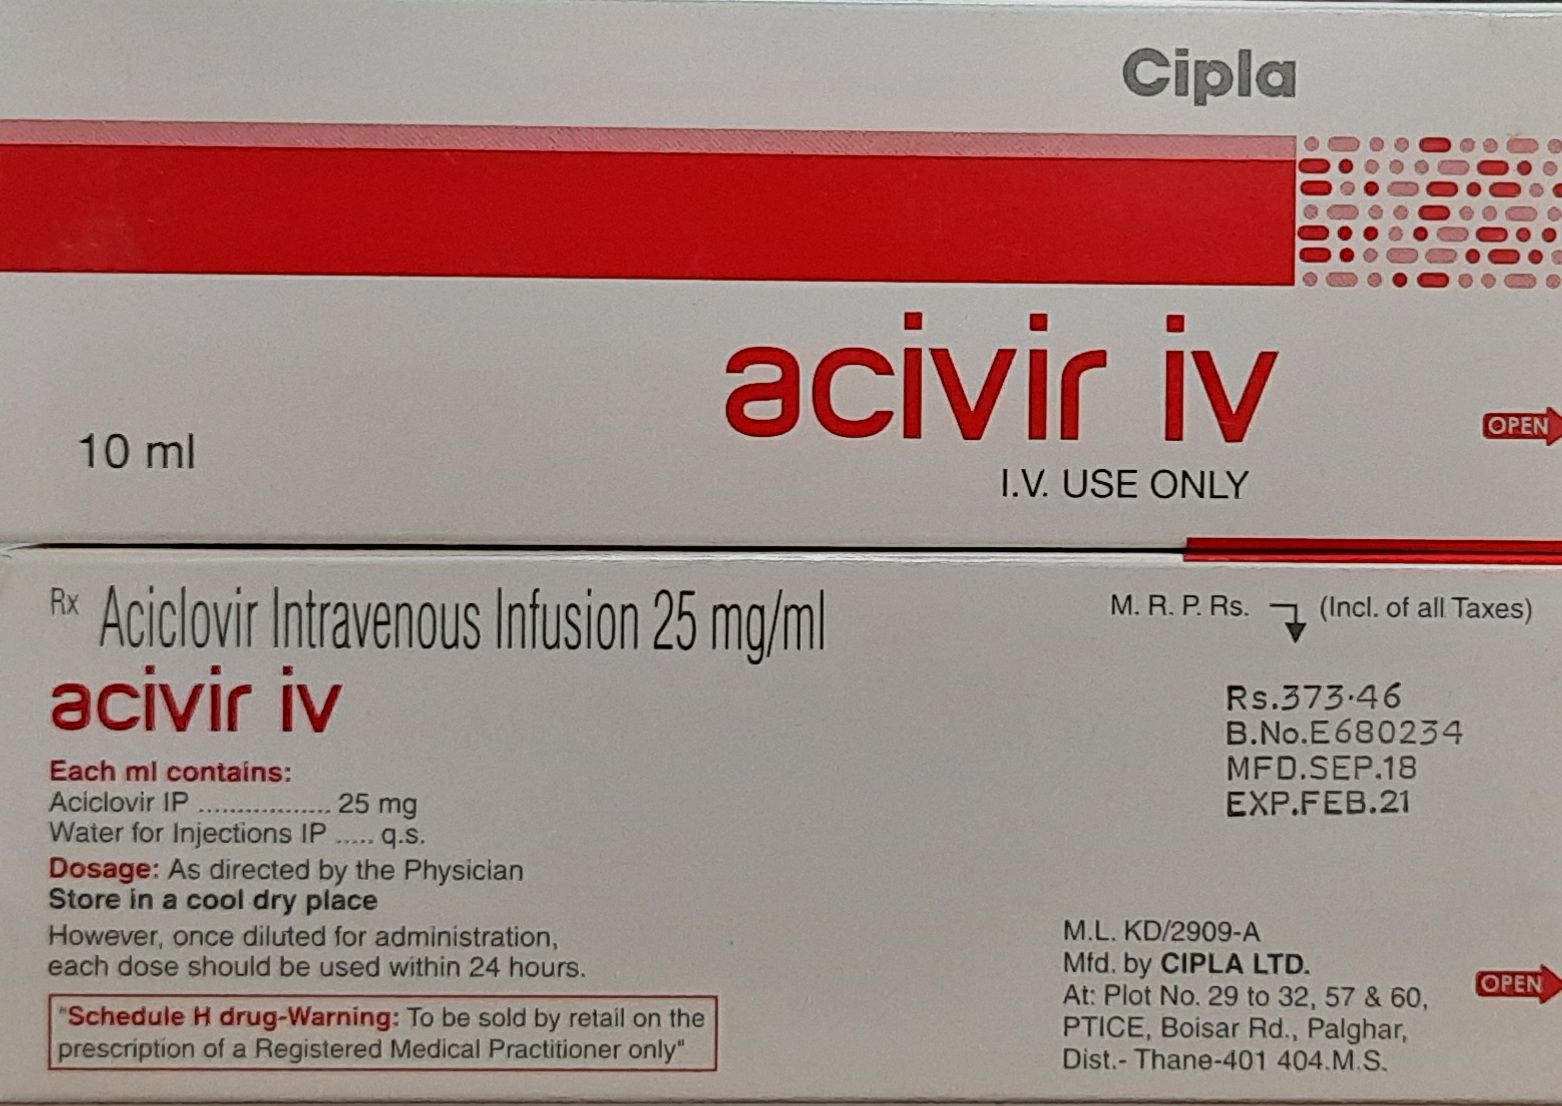 Cipla
acivir iv
10 ml
I.V. USE ONLY
OPEN
Rx Aciclovir Intravenous Infusion 25 mg/ml
acivir iv
Each ml contains:
Aciclovir IP .................. 25 mg
Water for Injections IP ..... q.s.
Dosage: As directed by the Physician
Store in a cool dry place
However, once diluted for administration,
each dose should be used within 24 hours.
"Schedule H drug-Warning: To be sold by retail on the
prescription of a Registered Medical Practitioner only"
M. R. P. Rs. (Incl. of all Taxes)
Rs.373·46
B.No.E680234
MFD.SEP.18
EXP.FEB.21
M.L. KD/2909-A
Mfd. by CIPLA LTD.
At: Plot No. 29 to 32, 57 & 60,
PTICE, Boisar Rd., Palghar,
Dist.- Thane-401 404.M.S.
OPEN